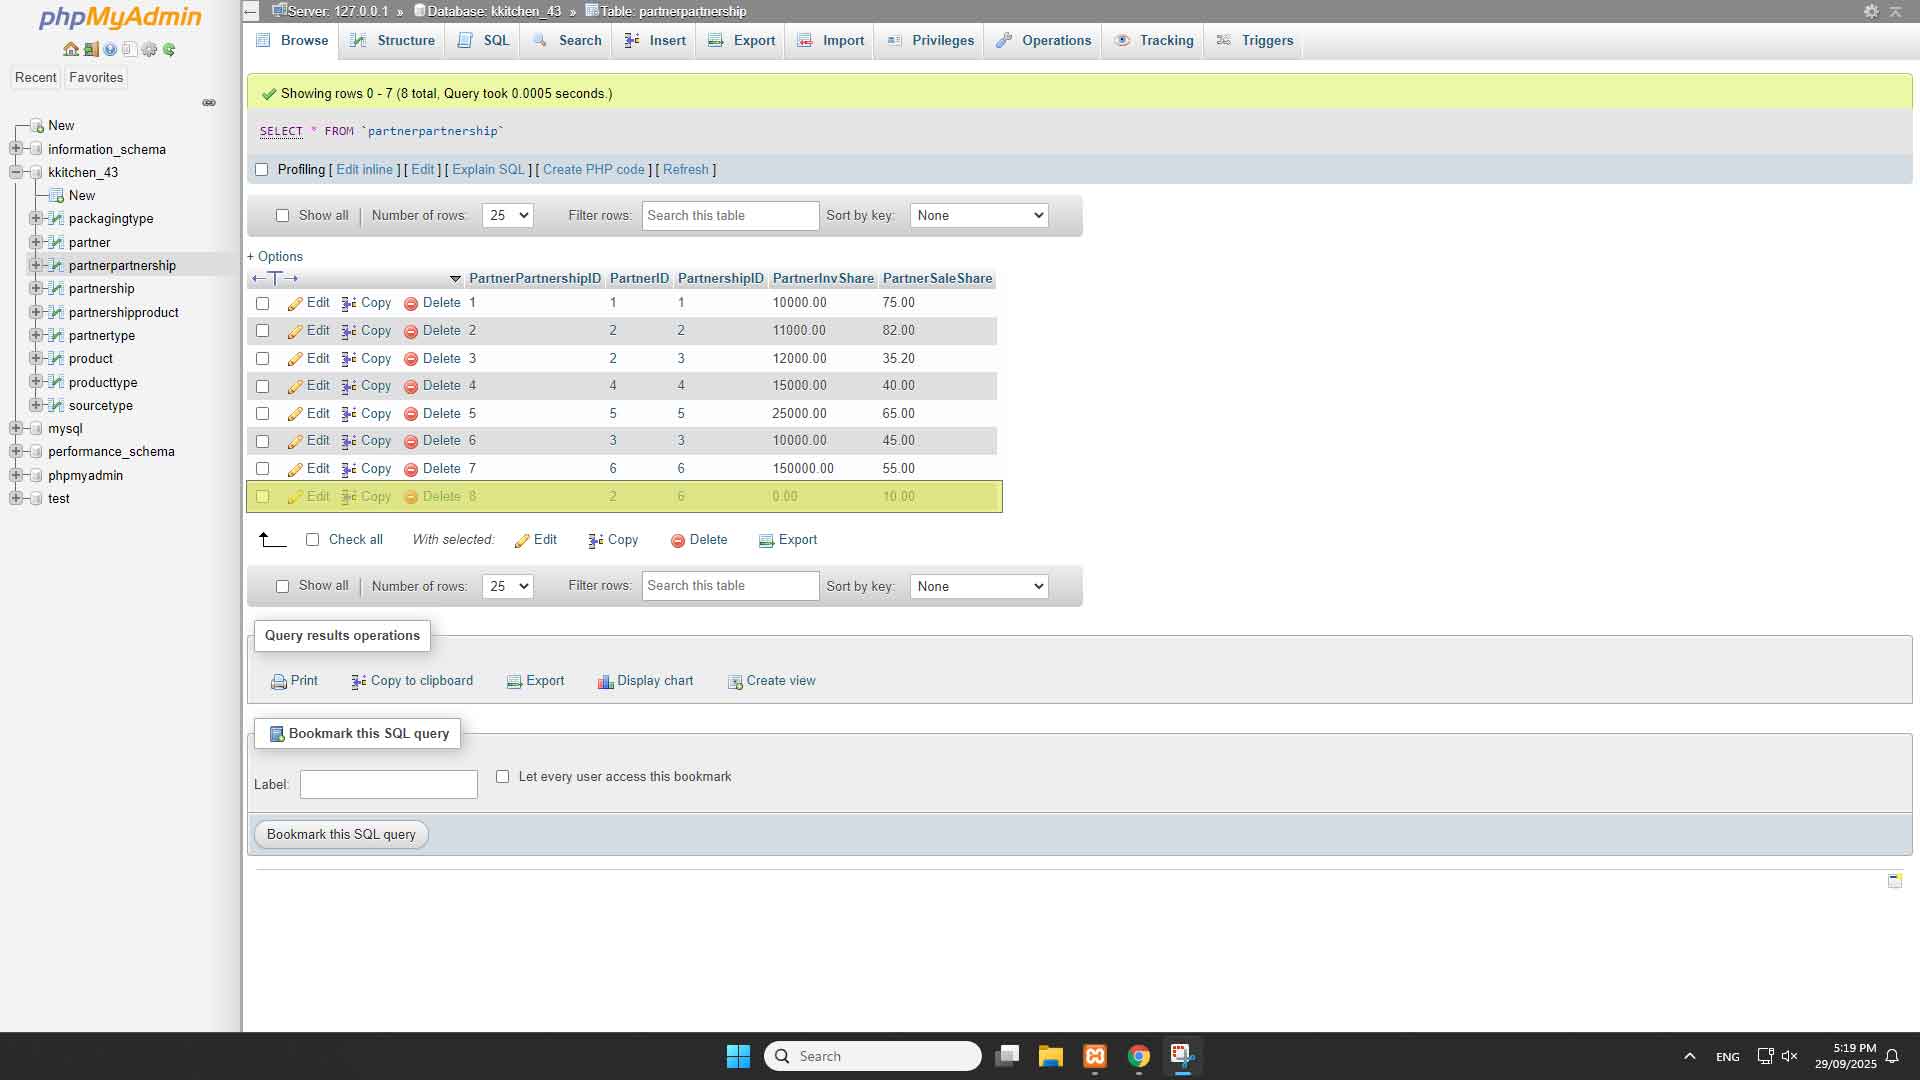 phpMyAdmin
Recent Favorites
New
information_schema
kkitchen_43
New
packagingtype
partner
partnerpartnership
partnership
partnershipproduct
partnertype
product
producttype
sourcetype
mysql
performance_schema
phpmyadmin
test
Server: 127.0.0.1 » Database: kkitchen_43 » Table: partnerpartnership
Browse Structure SQL Search Insert Export Import Privileges Operations Tracking Triggers
Showing rows 0 - 7 (8 total, Query took 0.0005 seconds.)
SELECT * FROM `partnerpartnership`
Profiling [ Edit inline ] [ Edit ] [ Explain SQL ] [ Create PHP code ] [ Refresh ]
Show all Number of rows: 25 Filter rows: Search this table Sort by key: None
+ Options
←T→ PartnerPartnershipID PartnerID PartnershipID PartnerInvShare PartnerSaleShare
Edit Copy Delete 1 1 1 10000.00 75.00
Edit Copy Delete 2 2 2 11000.00 82.00
Edit Copy Delete 3 2 3 12000.00 35.20
Edit Copy Delete 4 4 4 15000.00 40.00
Edit Copy Delete 5 5 5 25000.00 65.00
Edit Copy Delete 6 3 3 10000.00 45.00
Edit Copy Delete 7 6 6 150000.00 55.00
Edit Copy Delete 8 2 6 0.00 10.00
Check all With selected: Edit Copy Delete Export
Show all Number of rows: 25 Filter rows: Search this table Sort by key: None
Query results operations
Print Copy to clipboard Export Display chart Create view
Bookmark this SQL query
Label: Let every user access this bookmark
Bookmark this SQL query
Search
ENG
5:19 PM
29/09/2025